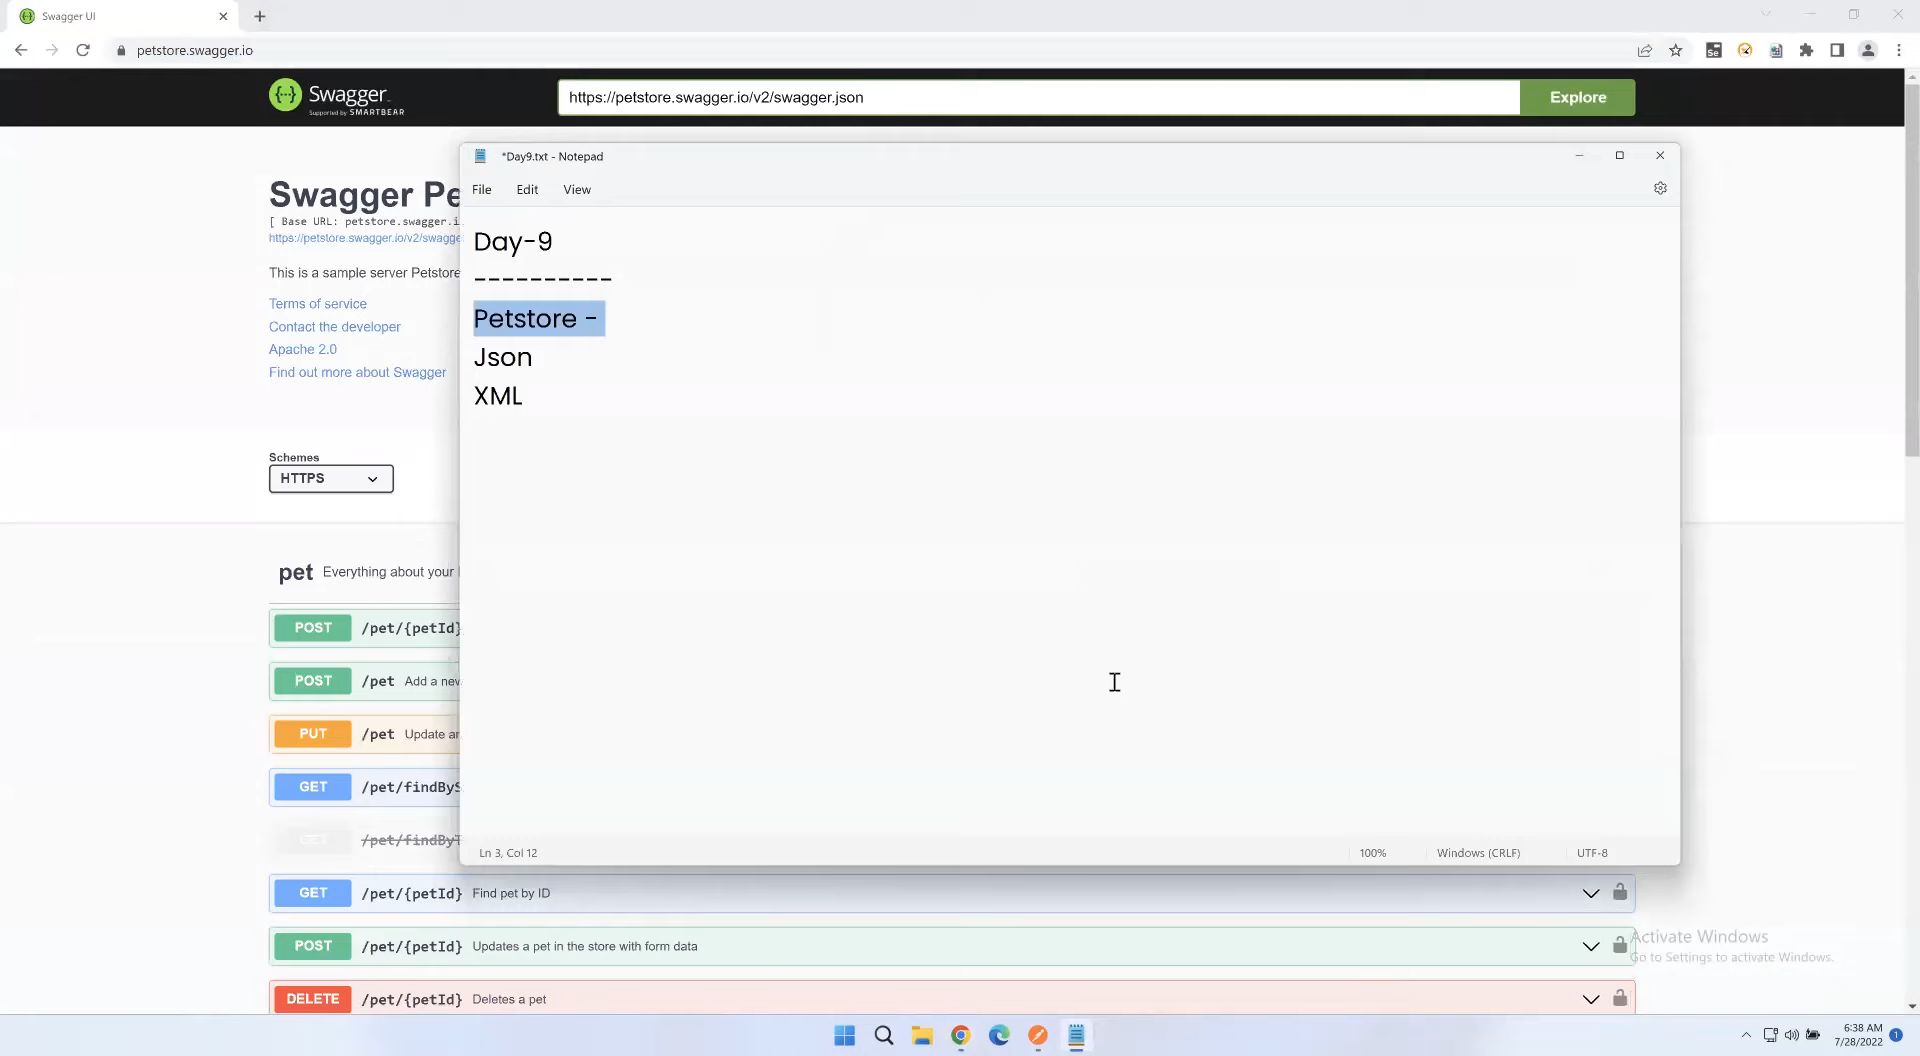 Swagger UI
petstore.swagger.io
Swagger
Supported by SMARTBEAR
https://petstore.swagger.io/v2/swagger.json
Explore
*Day9.txt - Notepad
File Edit View
Day-9
----------
Petstore -
Json
XML
Ln 3, Col 12
100%
Windows (CRLF)
UTF-8
Swagger Pe
[ Base URL: petstore.swagger.i
https://petstore.swagger.io/v2/swagge
This is a sample server Petstore
Terms of service
Contact the developer
Apache 2.0
Find out more about Swagger
Schemes
HTTPS
pet Everything about your
POST /pet/{petId}
POST /pet Add a new
PUT /pet Update an
GET /pet/findByS
GET /pet/findByT
GET /pet/{petId} Find pet by ID
POST /pet/{petId} Updates a pet in the store with form data
DELETE /pet/{petId} Deletes a pet
Activate Windows
Go to Settings to activate Windows.
6:38 AM
7/28/2022
1